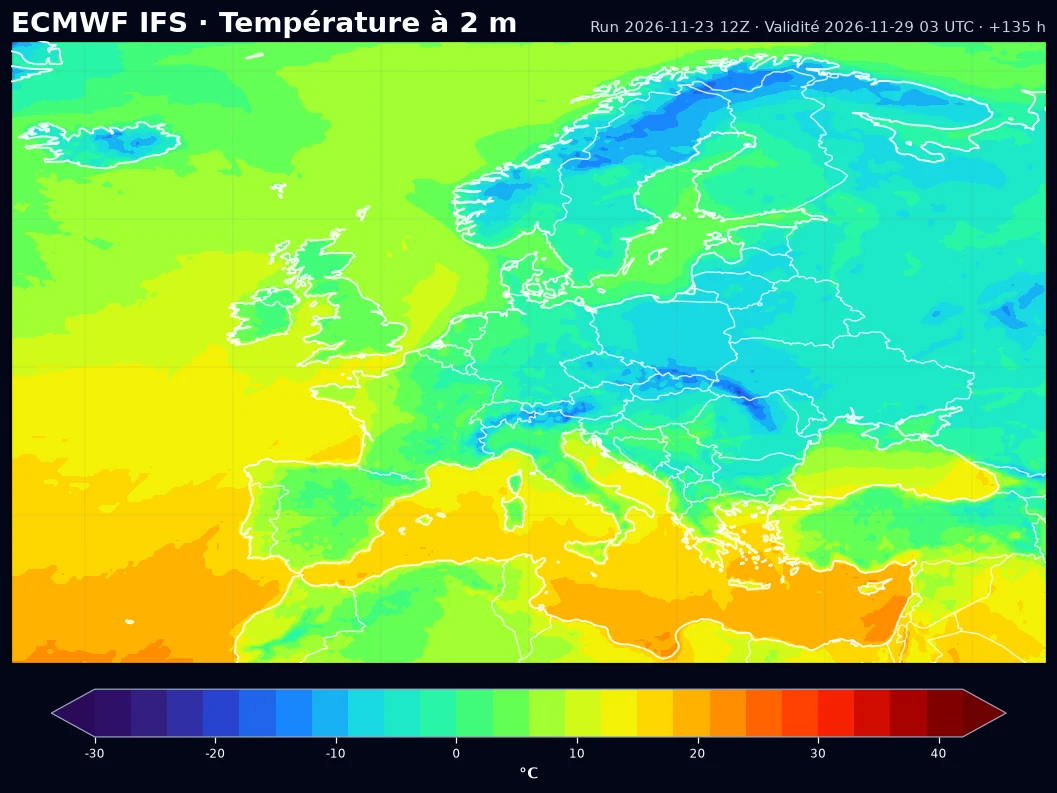 ECMWF IFS · Température à 2 m
Run 2026-11-23 12Z · Validité 2026-11-29 03 UTC · +135 h
-30 -20 -10 0 10 20 30 40
°C